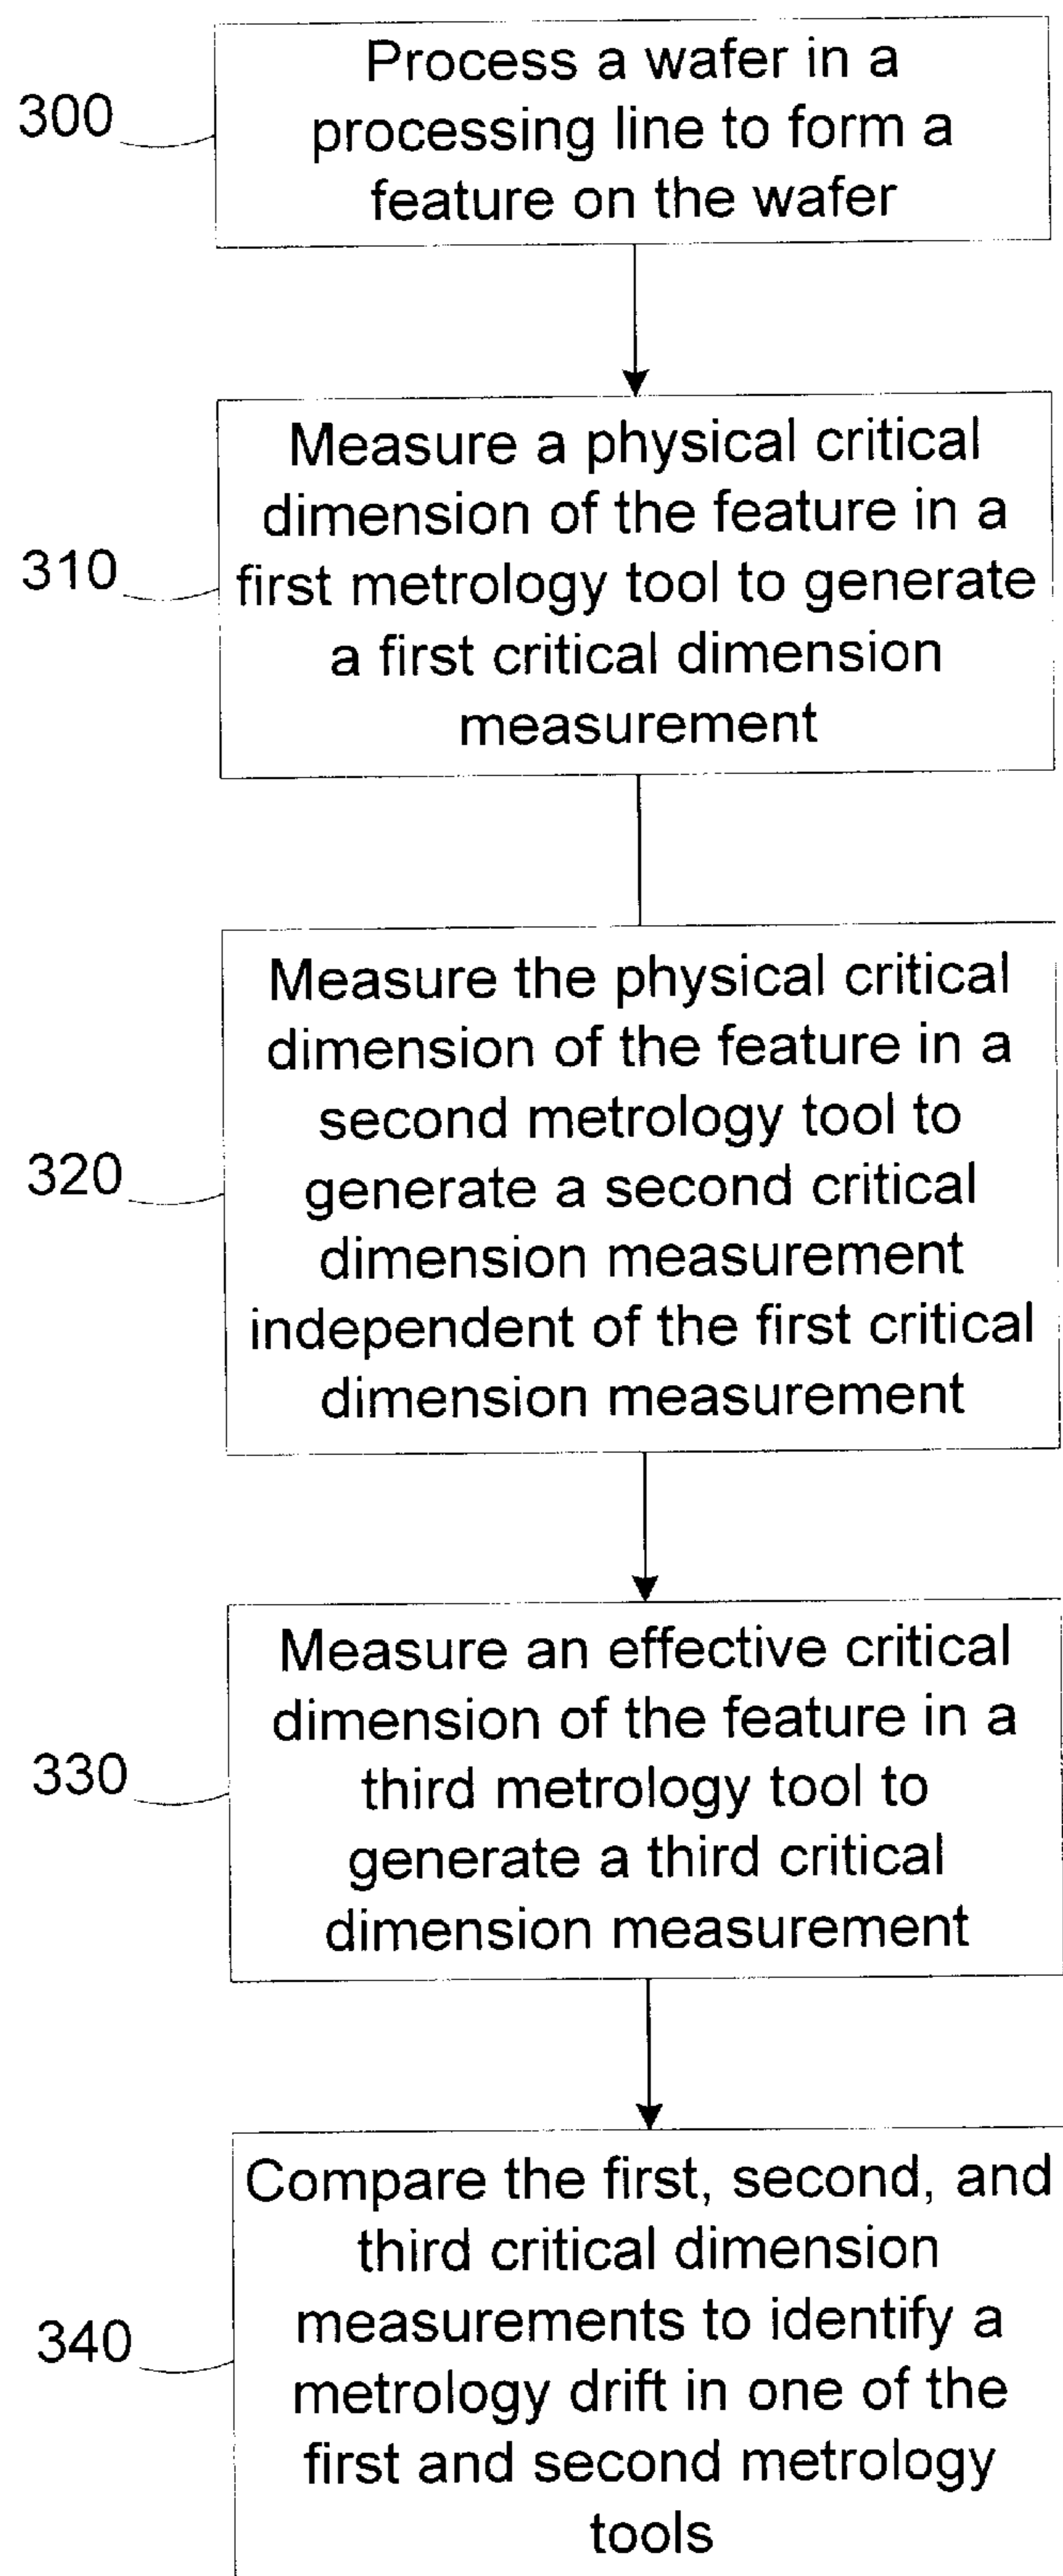 300
Process a wafer in a
processing line to form a
feature on the wafer
310
Measure a physical critical
dimension of the feature in a
first metrology tool to generate
a first critical dimension
measurement
320
Measure the physical critical
dimension of the feature in a
second metrology tool to
generate a second critical
dimension measurement
independent of the first critical
dimension measurement
330
Measure an effective critical
dimension of the feature in a
third metrology tool to
generate a third critical
dimension measurement
340
Compare the first, second, and
third critical dimension
measurements to identify a
metrology drift in one of the
first and second metrology
tools